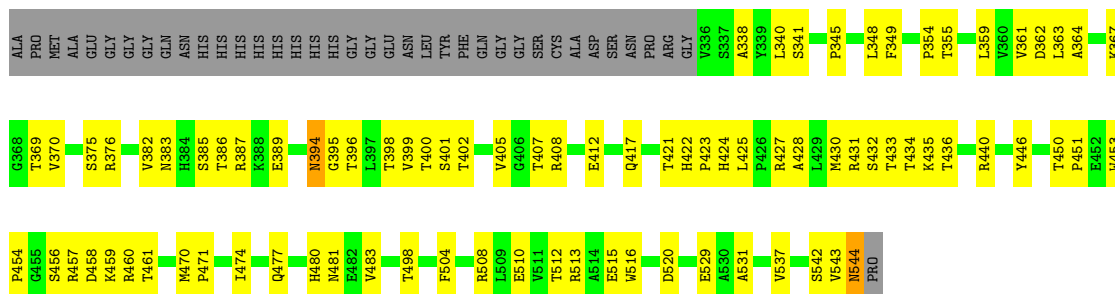 ALA PRO MET ALA GLU GLY GLY GLY GLY GLN ASN HIS HIS HIS HIS HIS HIS HIS HIS GLY GLY GLU ASN LEU TYR PHE GLN GLY GLY SER CYS ALA ASP SER ASN PRO ARG GLY V336 S337 A338 Y339 L340 S341 P345 L348 F349 P354 T355 L359 V360 V361 D362 L363 A364 K367
G368 T369 V370 S375 R376 V382 N383 H384 S385 T386 R387 K388 E389 N394 G395 T396 L397 T398 V399 T400 S401 T402 V405 G406 T407 R408 E412 Q417 T421 H422 P423 H424 L425 P426 R427 A428 L429 M430 R431 S432 T433 T434 K435 T436 R440 Y446 T450 P451 E452 W453
P454 G455 S456 R457 D458 K459 R460 T461 M470 P471 I474 Q477 H480 N481 E482 V483 T498 F504 R508 L509 E510 V511 T512 R513 A514 E515 W516 D520 E529 A530 A531 V537 S542 V543 N544 PRO